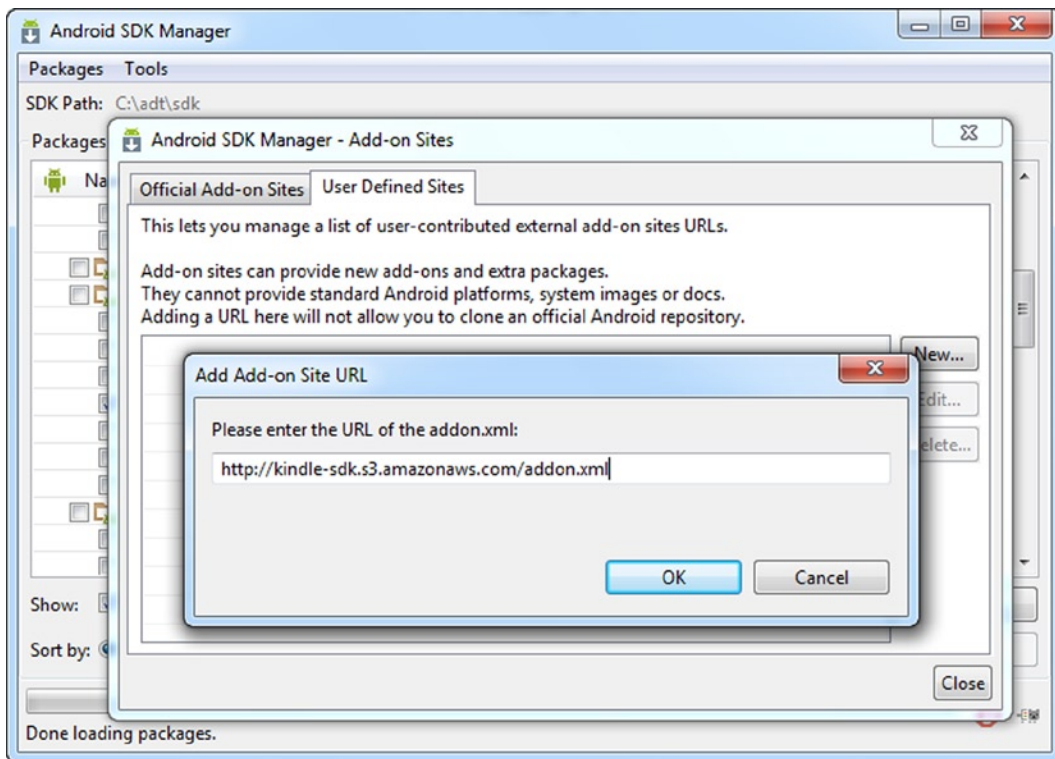 Android SDK Manager
Packages Tools
SDK Path: C:\adt\sdk
Packages
Android SDK Manager - Add-on Sites
Official Add-on Sites
User Defined Sites
This lets you manage a list of user-contributed external add-on sites URLs.
Add-on sites can provide new add-ons and extra packages.
They cannot provide standard Android platforms, system images or docs.
Adding a URL here will not allow you to clone an official Android repository.
New...
Add Add-on Site URL
Please enter the URL of the addon.xml:
http://kindle-sdk.s3.amazonaws.com/addon.xml
OK
Cancel
Show:
Sort by:
Close
Done loading packages.